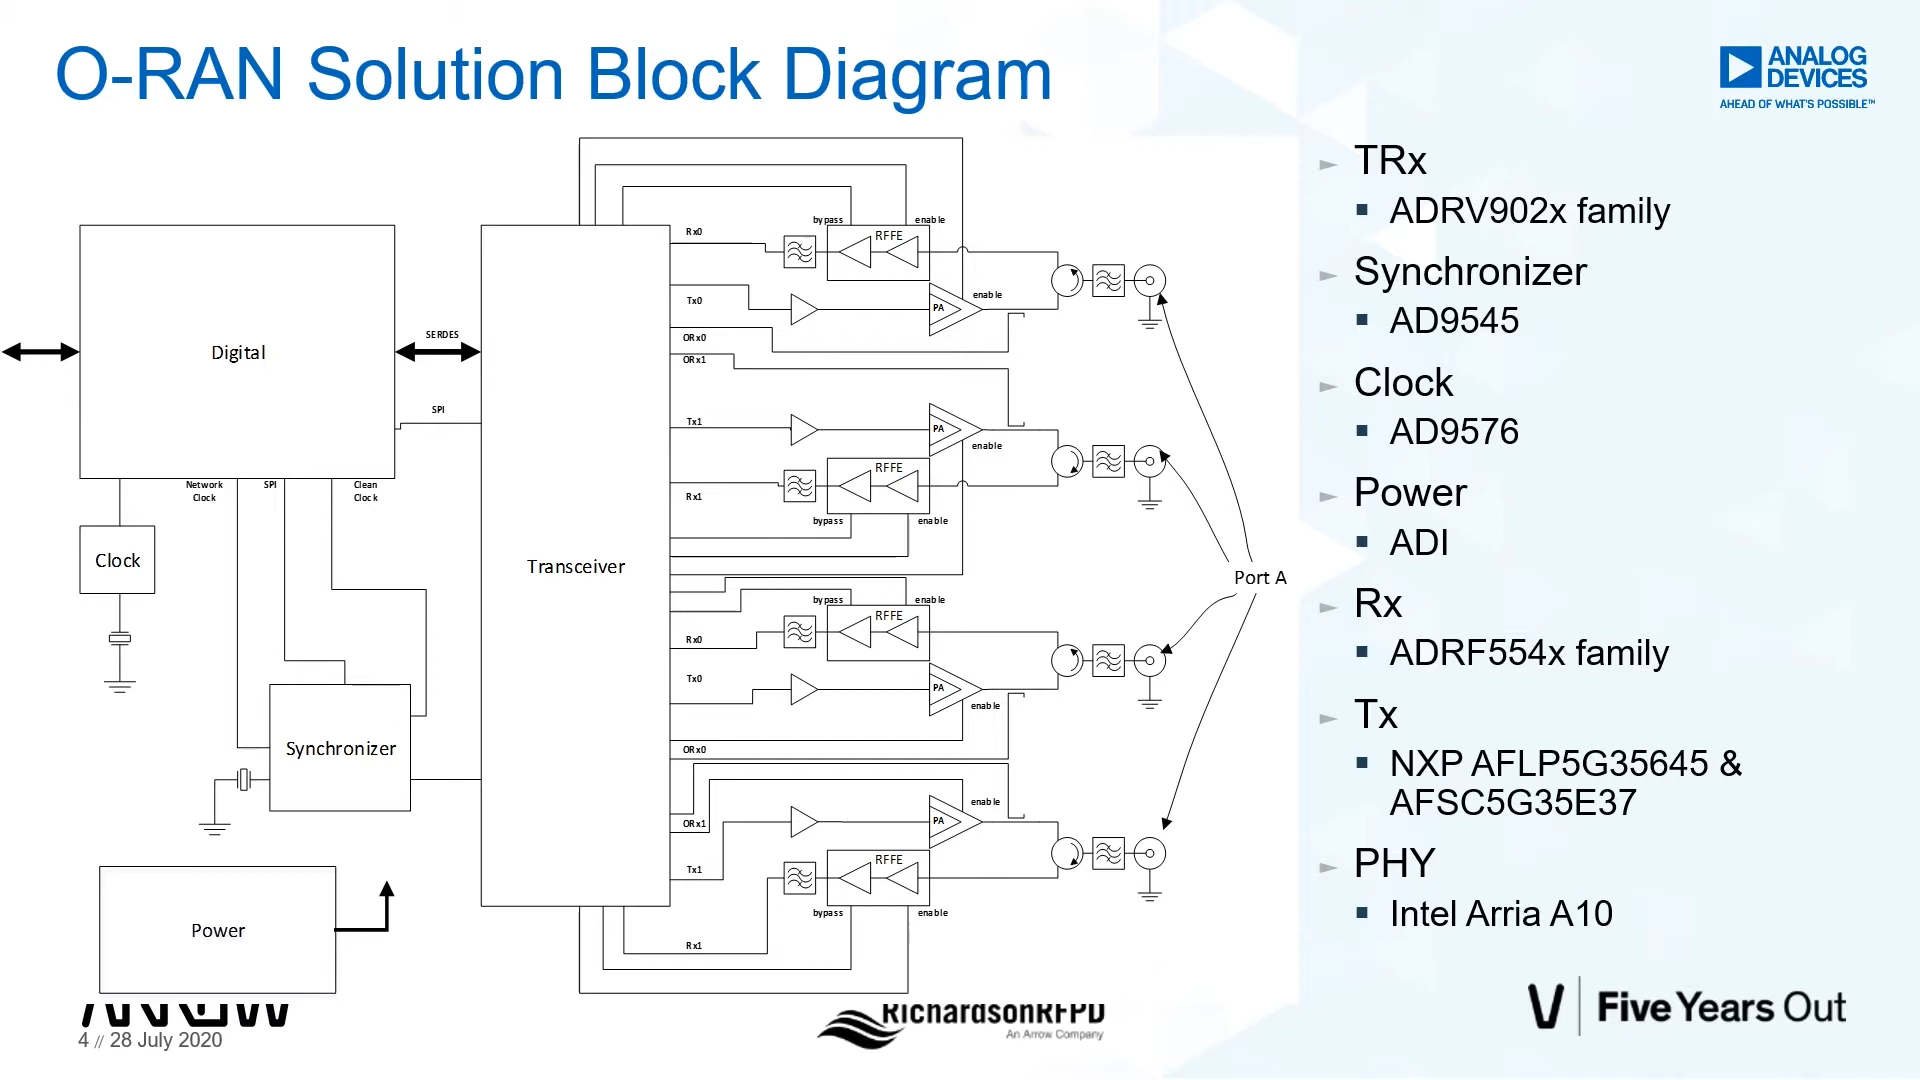 O-RAN Solution Block Diagram
ANALOG
DEVICES
AHEAD OF WHAT'S POSSIBLE™
bypass
enable
Rx0
RFFE
Tx0
PA
enable
ORx0
ORx1
Tx1
PA
enable
RFFE
Rx1
bypass
enable
Digital
SERDES
SPI
Network
Clock
SPI
Clean
Clock
Clock
Transceiver
Synchronizer
Power
Port A
bypass
enable
RFFE
Rx0
Tx0
PA
enable
ORx0
enable
ORx1
PA
Tx1
RFFE
bypass
enable
Rx1
► TRx
▪ ADRV902x family
► Synchronizer
▪ AD9545
► Clock
▪ AD9576
► Power
▪ ADI
► Rx
▪ ADRF554x family
► Tx
▪ NXP AFLP5G35645 &
AFSC5G35E37
► PHY
▪ Intel Arria A10
ARROW
4 // 28 July 2020
RichardsonRFPD
An Arrow Company
Five Years Out